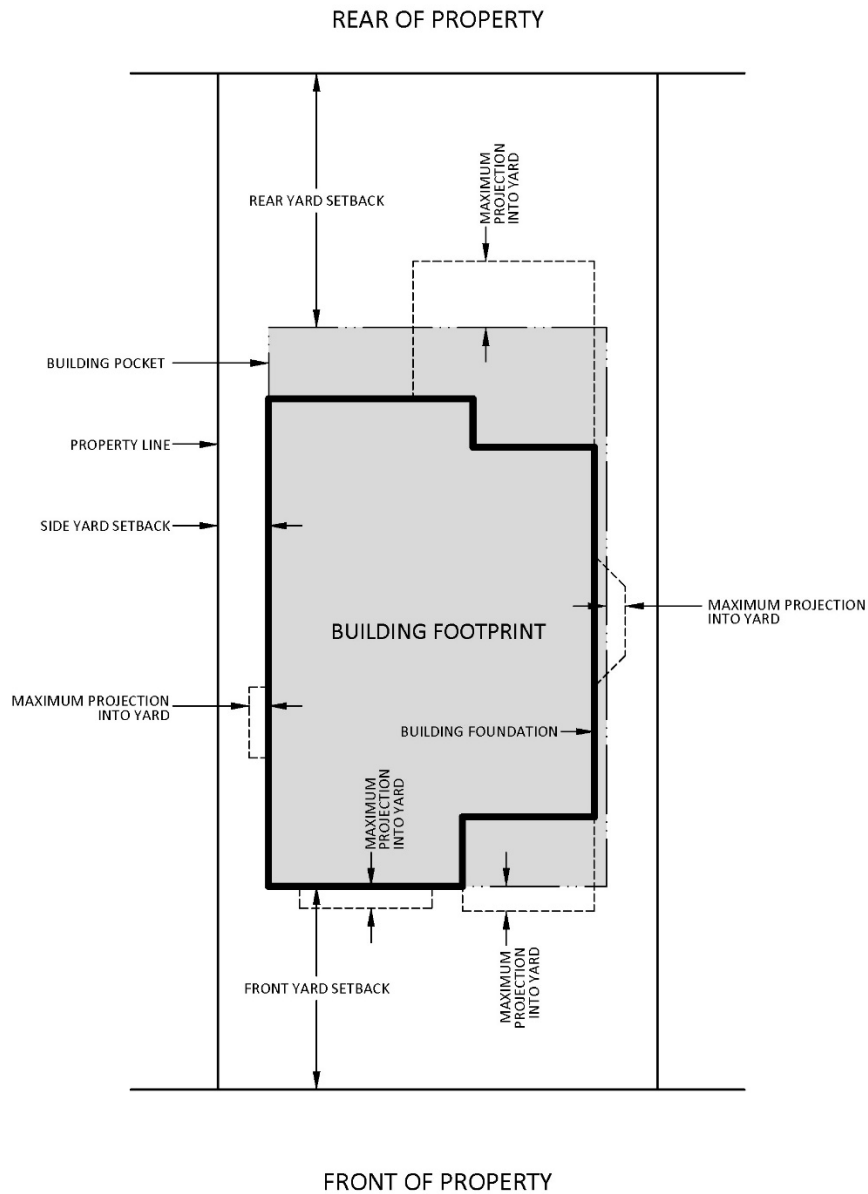 REAR OF PROPERTY
MAXIMUM
PROJECTION
INTO YARD
REAR YARD SETBACK
BUILDING POCKET
PROPERTY LINE
SIDE YARD SETBACK
MAXIMUM PROJECTION
INTO YARD
BUILDING FOOTPRINT
MAXIMUM PROJECTION
INTO YARD
BUILDING FOUNDATION
MAXIMUM
PROJECTION
INTO YARD
MAXIMUM
PROJECTION
INTO YARD
FRONT YARD SETBACK
FRONT OF PROPERTY